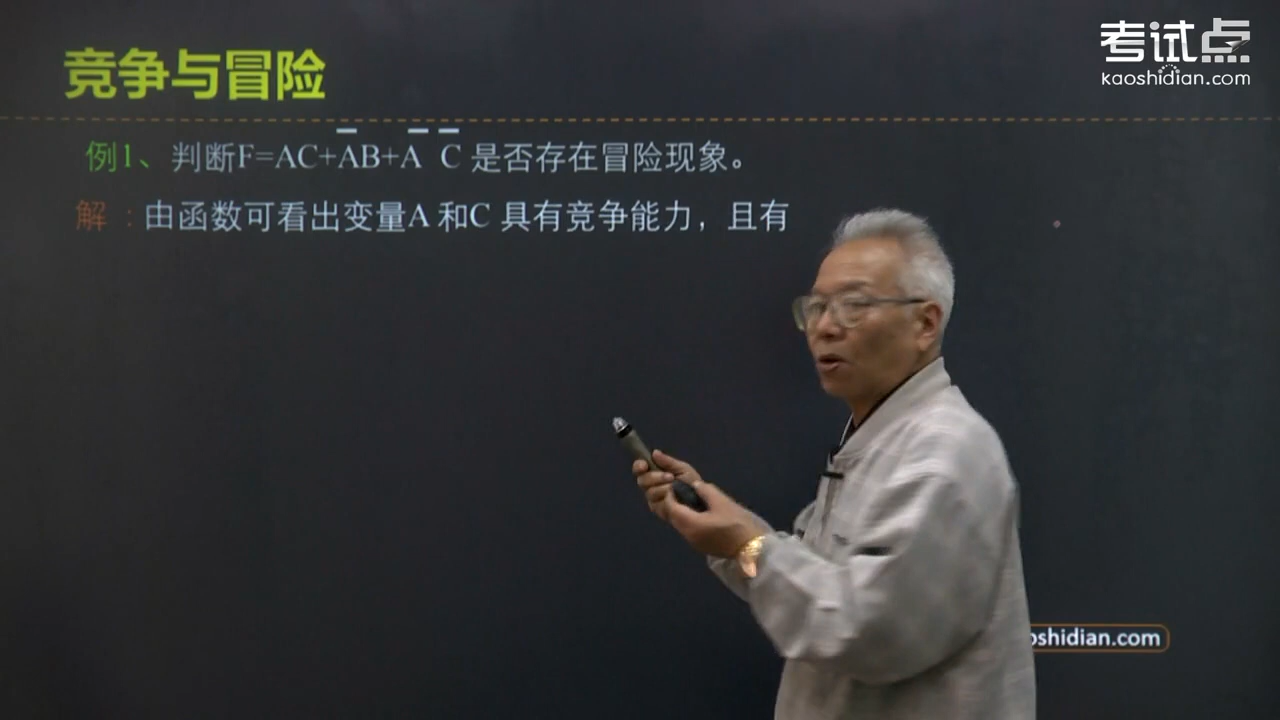 考试点
kaoshidian.com
竞争与冒险
例1、判断F=AC+A̅B+A̅ C̅ 是否存在冒险现象。
解：由函数可看出变量A 和C 具有竞争能力，且有
oshidian.com